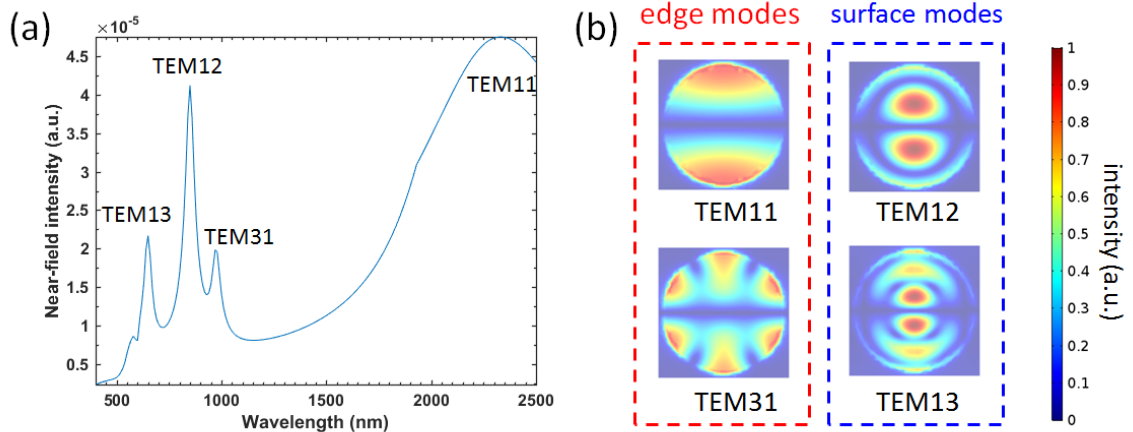 (a)
×10⁻⁵
4.5
4
3.5
3
2.5
2
1.5
1
0.5
500
1000
1500
2000
2500
Near-field intensity (a.u.)
Wavelength (nm)
TEM13
TEM12
TEM31
TEM11
(b)
edge modes
surface modes
TEM11
TEM12
TEM31
TEM13
1
0.9
0.8
0.7
0.6
0.5
0.4
0.3
0.2
0.1
0
intensity (a.u.)